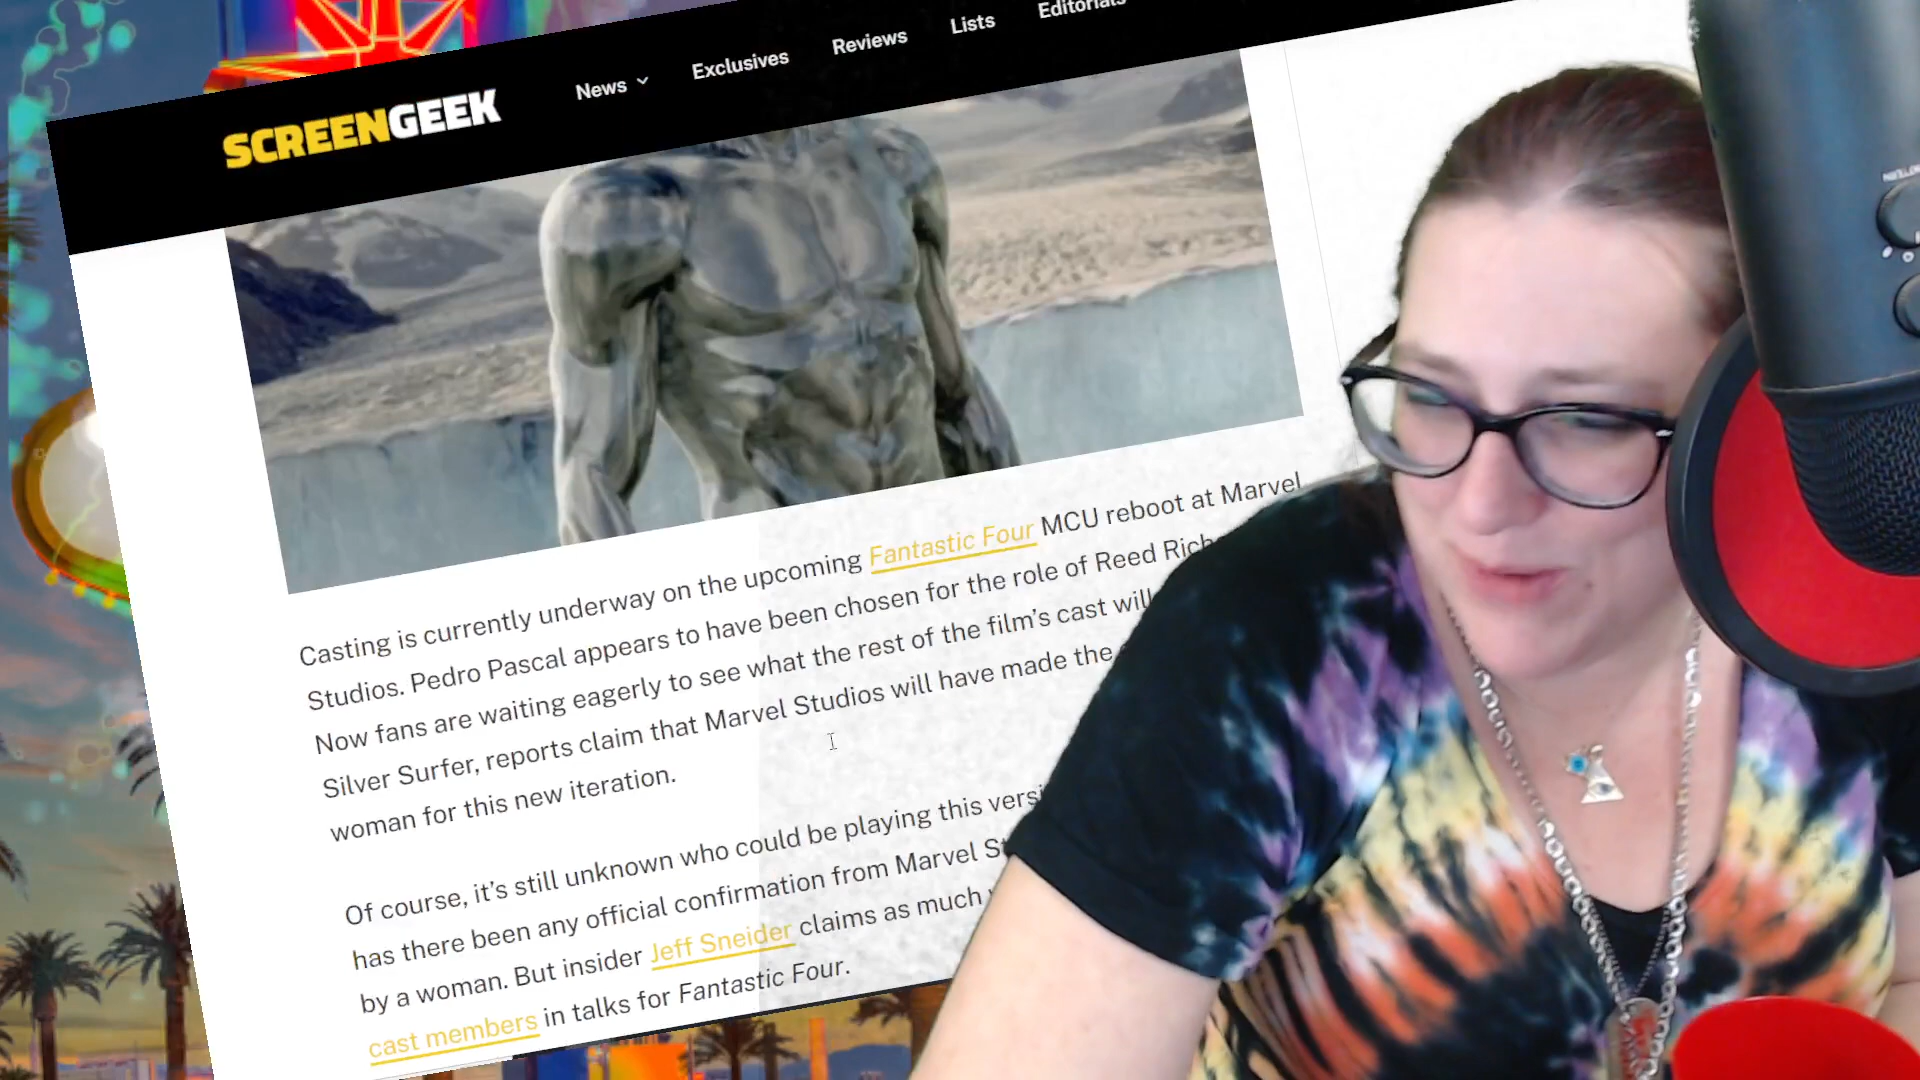 News Exclusives Reviews Lists Editorials
SCREENGEEK
Casting is currently underway on the upcoming Fantastic Four MCU reboot at Marvel
Studios. Pedro Pascal appears to have been chosen for the role of Reed
Now fans are waiting eagerly to see what the rest of the film's cast will
Silver Surfer, reports claim that Marvel Studios will have made the
woman for this new iteration.
Of course, it's still unknown who could be playing this
has there been any official confirmation from Marvel
by a woman. But insider Jeff Sneider claims as much
cast members in talks for Fantastic Four.